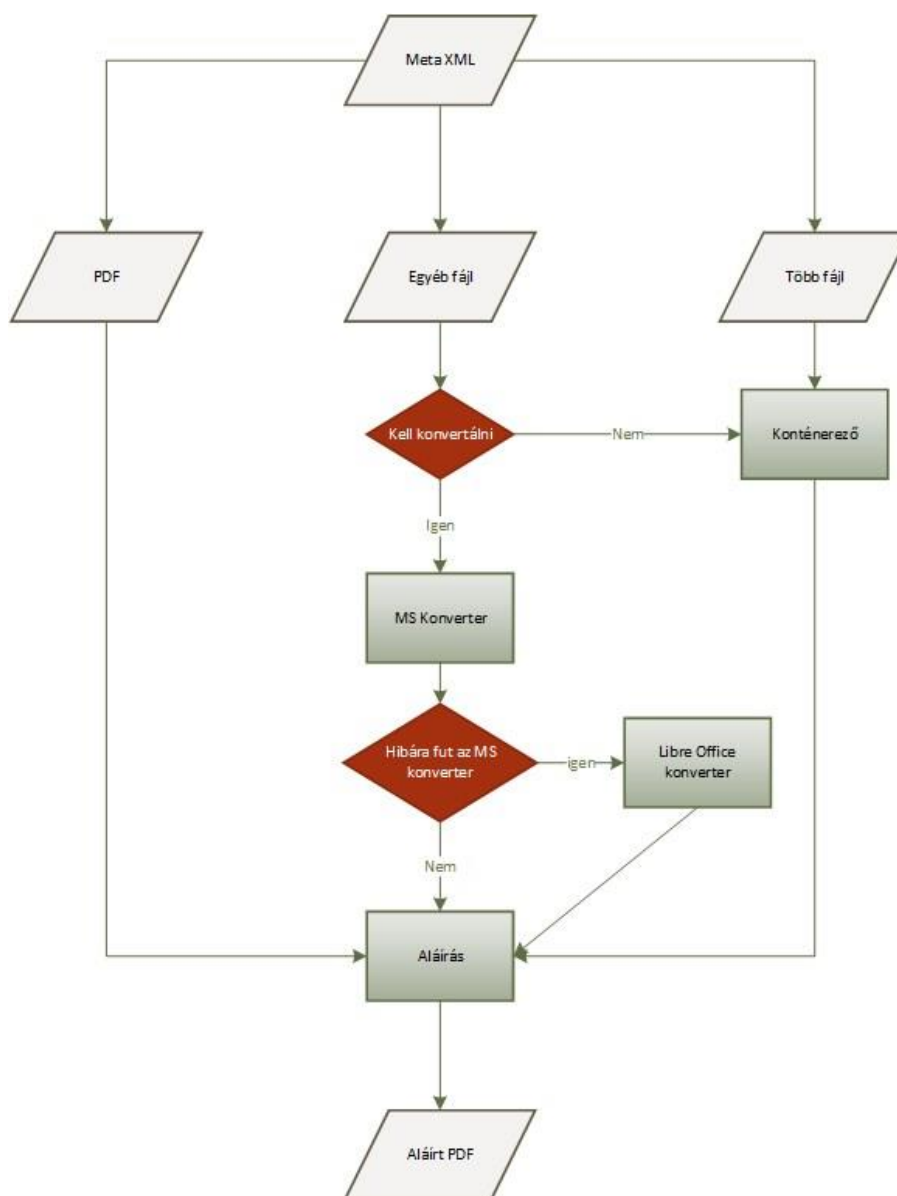 Meta XML
PDF
Egyéb fájl
Több fájl
Kell konvertálni
Nem
Konténerező
Igen
MS Konverter
Hibára fut az MS
konverter
igen
Libre Office
konverter
Nem
Aláírás
Aláírt PDF